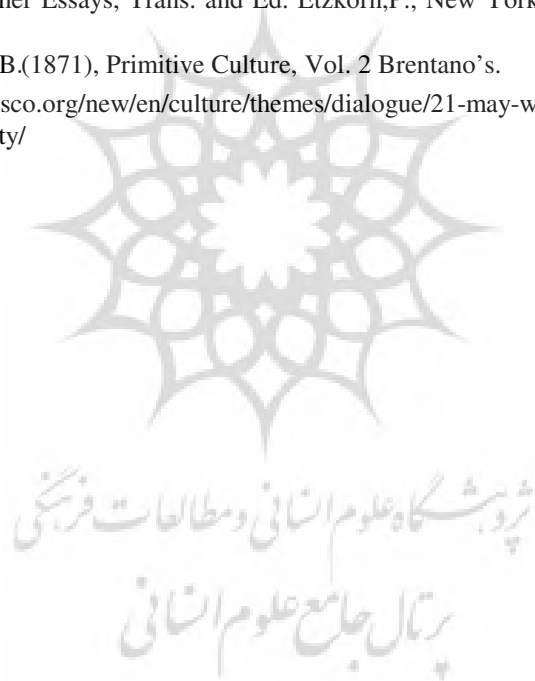 ner Essays, Trans. and Ed. Etzkorn,P., New York
B.(1871), Primitive Culture, Vol. 2 Brentano's.
sco.org/new/en/culture/themes/dialogue/21-may-w
ty/
پژوهشگاه علوم انسانی و مطالعات فرهنگی
پرتال جامع علوم انسانی